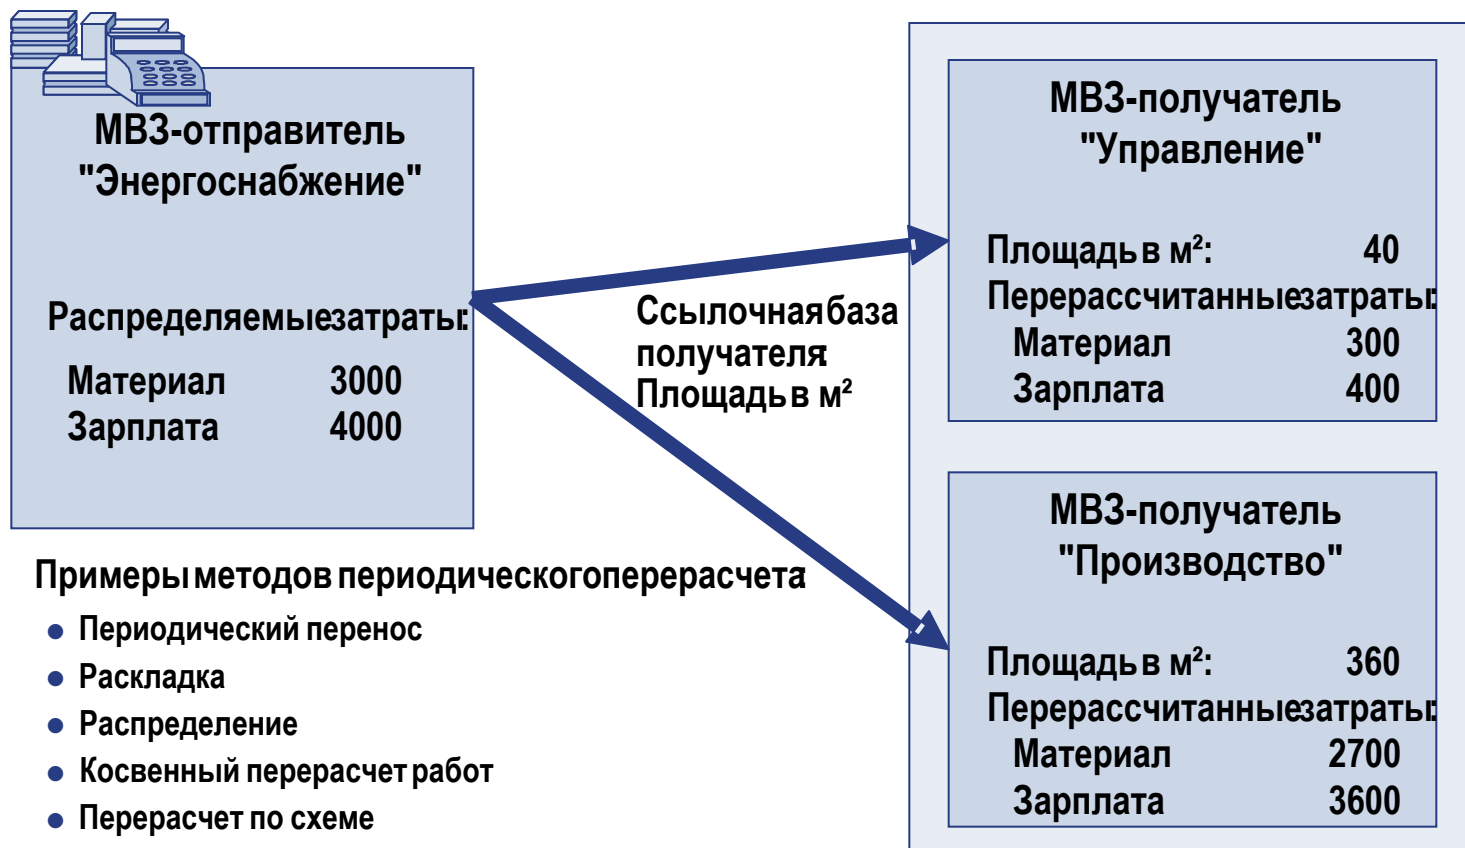 МВЗ-отправитель
"Энергоснабжение"
Распределяемые затраты:
Материал 3000
Зарплата 4000
Ссылочная база
получателя:
Площадь в м²
МВЗ-получатель
"Управление"
Площадь в м²: 40
Перерассчитанные затраты:
Материал 300
Зарплата 400
МВЗ-получатель
"Производство"
Площадь в м²: 360
Перерассчитанные затраты:
Материал 2700
Зарплата 3600
Примеры методов периодического перерасчета:
• Периодический перенос
• Раскладка
• Распределение
• Косвенный перерасчет работ
• Перерасчет по схеме